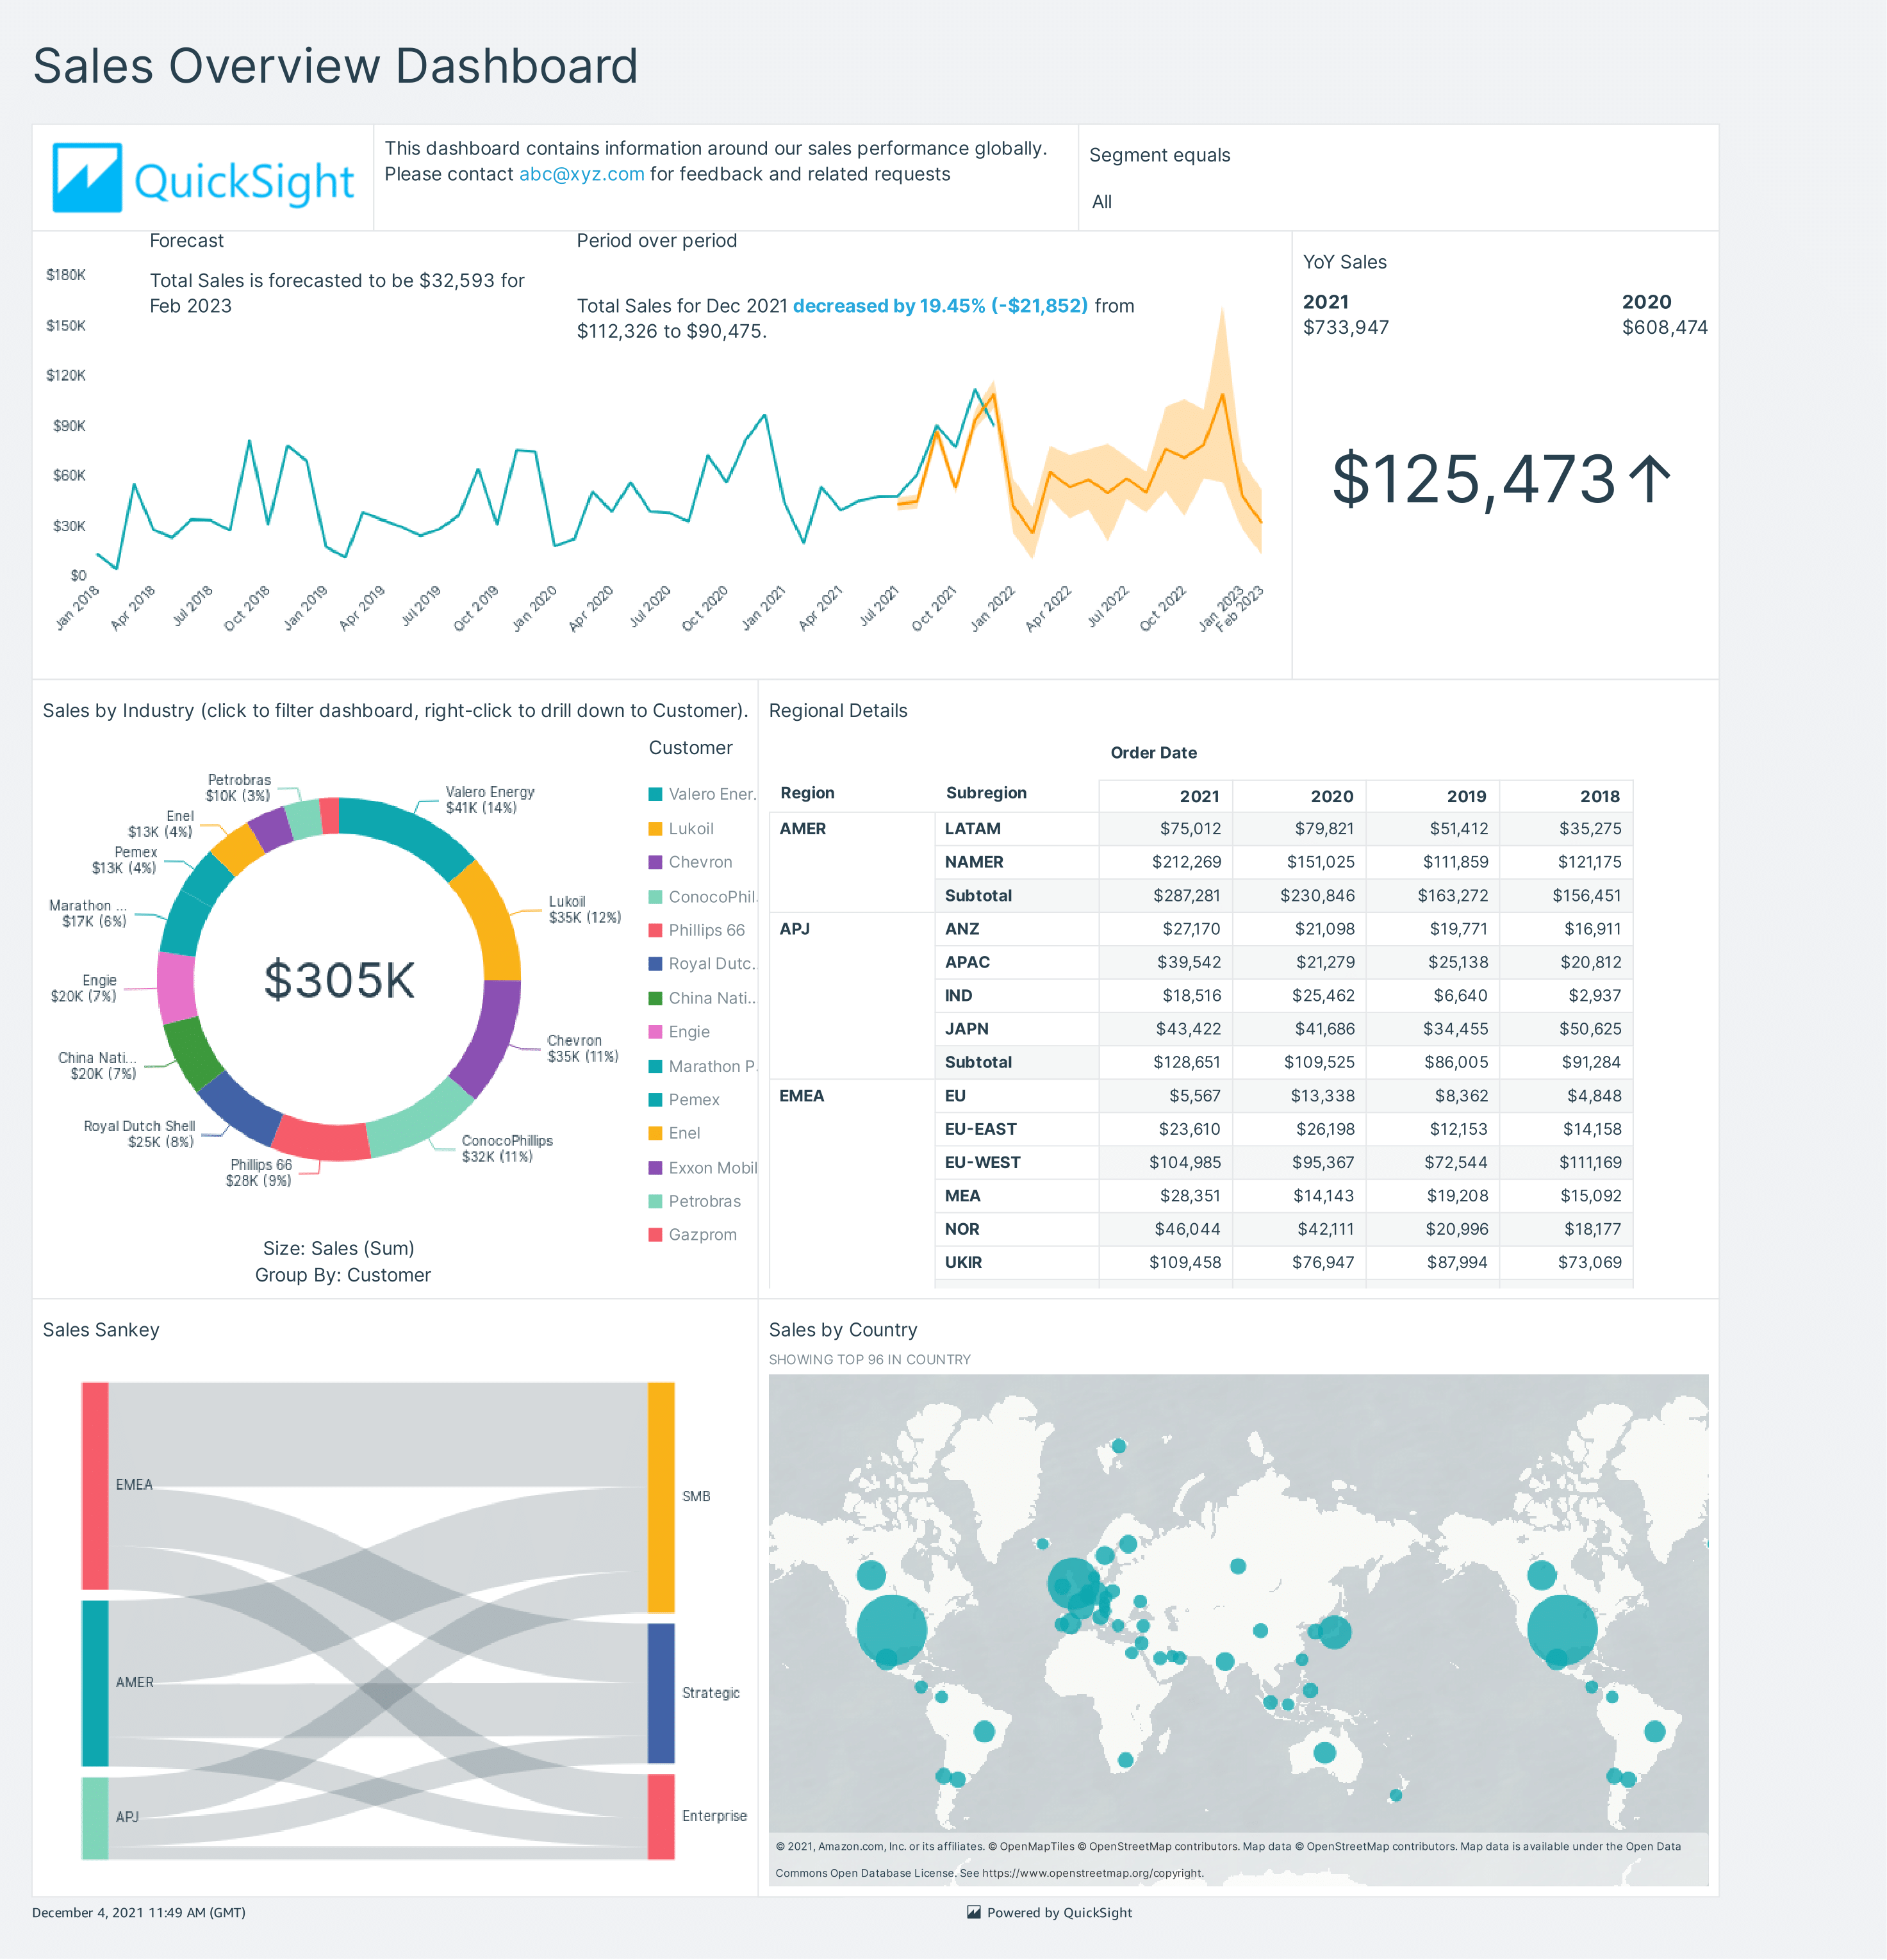 Sales Overview Dashboard
QuickSight
This dashboard contains information around our sales performance globally.
Please contact abc@xyz.com for feedback and related requests
Segment equals
All
Forecast
Total Sales is forecasted to be $32,593 for
Feb 2023
Period over period
Total Sales for Dec 2021 decreased by 19.45% (-$21,852) from
$112,326 to $90,475.
$180K
$150K
$120K
$90K
$60K
$30K
$0
Jan 2018
Apr 2018
Jul 2018
Oct 2018
Jan 2019
Apr 2019
Jul 2019
Oct 2019
Jan 2020
Apr 2020
Jul 2020
Oct 2020
Jan 2021
Apr 2021
Jul 2021
Oct 2021
Jan 2022
Apr 2022
Jul 2022
Oct 2022
Jan 2023
Feb 2023
YoY Sales
2021 2020
$733,947 $608,474
$125,473↑
Sales by Industry (click to filter dashboard, right-click to drill down to Customer).
Petrobras
$10K (3%)
Enel
$13K (4%)
Pemex
$13K (4%)
Marathon ...
$17K (6%)
Engie
$20K (7%)
China Nati...
$20K (7%)
Royal Dutch Shell
$25K (8%)
Phillips 66
$28K (9%)
Valero Energy
$41K (14%)
Lukoil
$35K (12%)
Chevron
$35K (11%)
ConocoPhillips
$32K (11%)
$305K
Size: Sales (Sum)
Group By: Customer
Customer
Valero Ener.
Lukoil
Chevron
ConocoPhil.
Phillips 66
Royal Dutc..
China Nati..
Engie
Marathon P.
Pemex
Enel
Exxon Mobil
Petrobras
Gazprom
Regional Details
Order Date
Region Subregion 2021 2020 2019 2018
AMER LATAM $75,012 $79,821 $51,412 $35,275
NAMER $212,269 $151,025 $111,859 $121,175
Subtotal $287,281 $230,846 $163,272 $156,451
APJ ANZ $27,170 $21,098 $19,771 $16,911
APAC $39,542 $21,279 $25,138 $20,812
IND $18,516 $25,462 $6,640 $2,937
JAPN $43,422 $41,686 $34,455 $50,625
Subtotal $128,651 $109,525 $86,005 $91,284
EMEA EU $5,567 $13,338 $8,362 $4,848
EU-EAST $23,610 $26,198 $12,153 $14,158
EU-WEST $104,985 $95,367 $72,544 $111,169
MEA $28,351 $14,143 $19,208 $15,092
NOR $46,044 $42,111 $20,996 $18,177
UKIR $109,458 $76,947 $87,994 $73,069
Sales Sankey
EMEA
AMER
APJ
SMB
Strategic
Enterprise
Sales by Country
SHOWING TOP 96 IN COUNTRY
© 2021, Amazon.com, Inc. or its affiliates. © OpenMapTiles © OpenStreetMap contributors. Map data © OpenStreetMap contributors. Map data is available under the Open Data
Commons Open Database License. See https://www.openstreetmap.org/copyright.
December 4, 2021 11:49 AM (GMT)
Powered by QuickSight